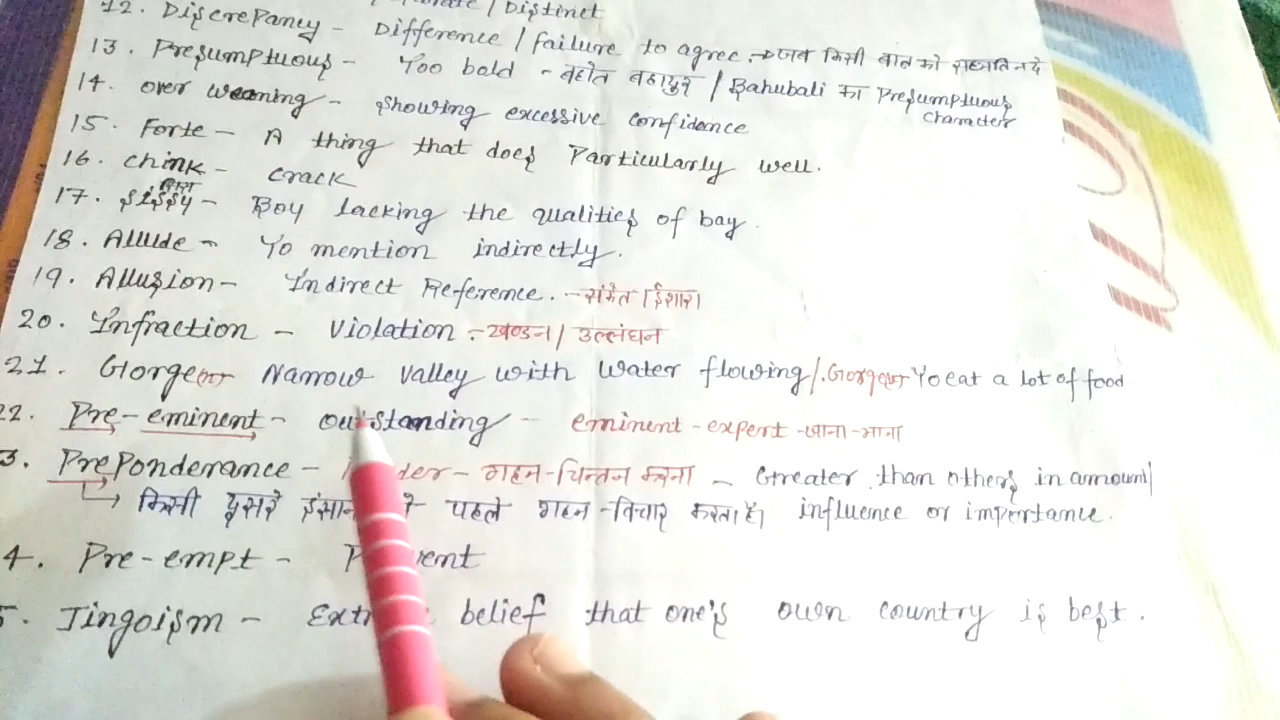 12. Discrepancy - Difference / failure to agree. → जब किसी बात को सहमति न दे
13. Presumptuous - Too bold - बहोत बहादुर / Bahubali का Presumptuous Character
14. over weaning - showing excessive confidence
15. Forte - A thing that does Particularly well.
16. Chink - crack
17. Sissy - Boy lacking the qualities of bay.
18. Allude - To mention indirectly.
19. Allusion - Indirect Reference. - संकेत / ईशारा
20. Infraction - Violation - खण्डन / उल्लंघन
21. Gorge - Narrow valley with water flowing / To eat a lot of food
22. Pre-eminent - outstanding - eminent - expert - जाना-माना
3. PrePonderance - der - गहन-चिन्तन करना - Greater than others in amount/
किसी दूसरे इंसान से पहले गहन-विचार करता है। influence or importance.
4. Pre-empt - Prevent
5. Jingoism - Extreme belief that one's own country is best.